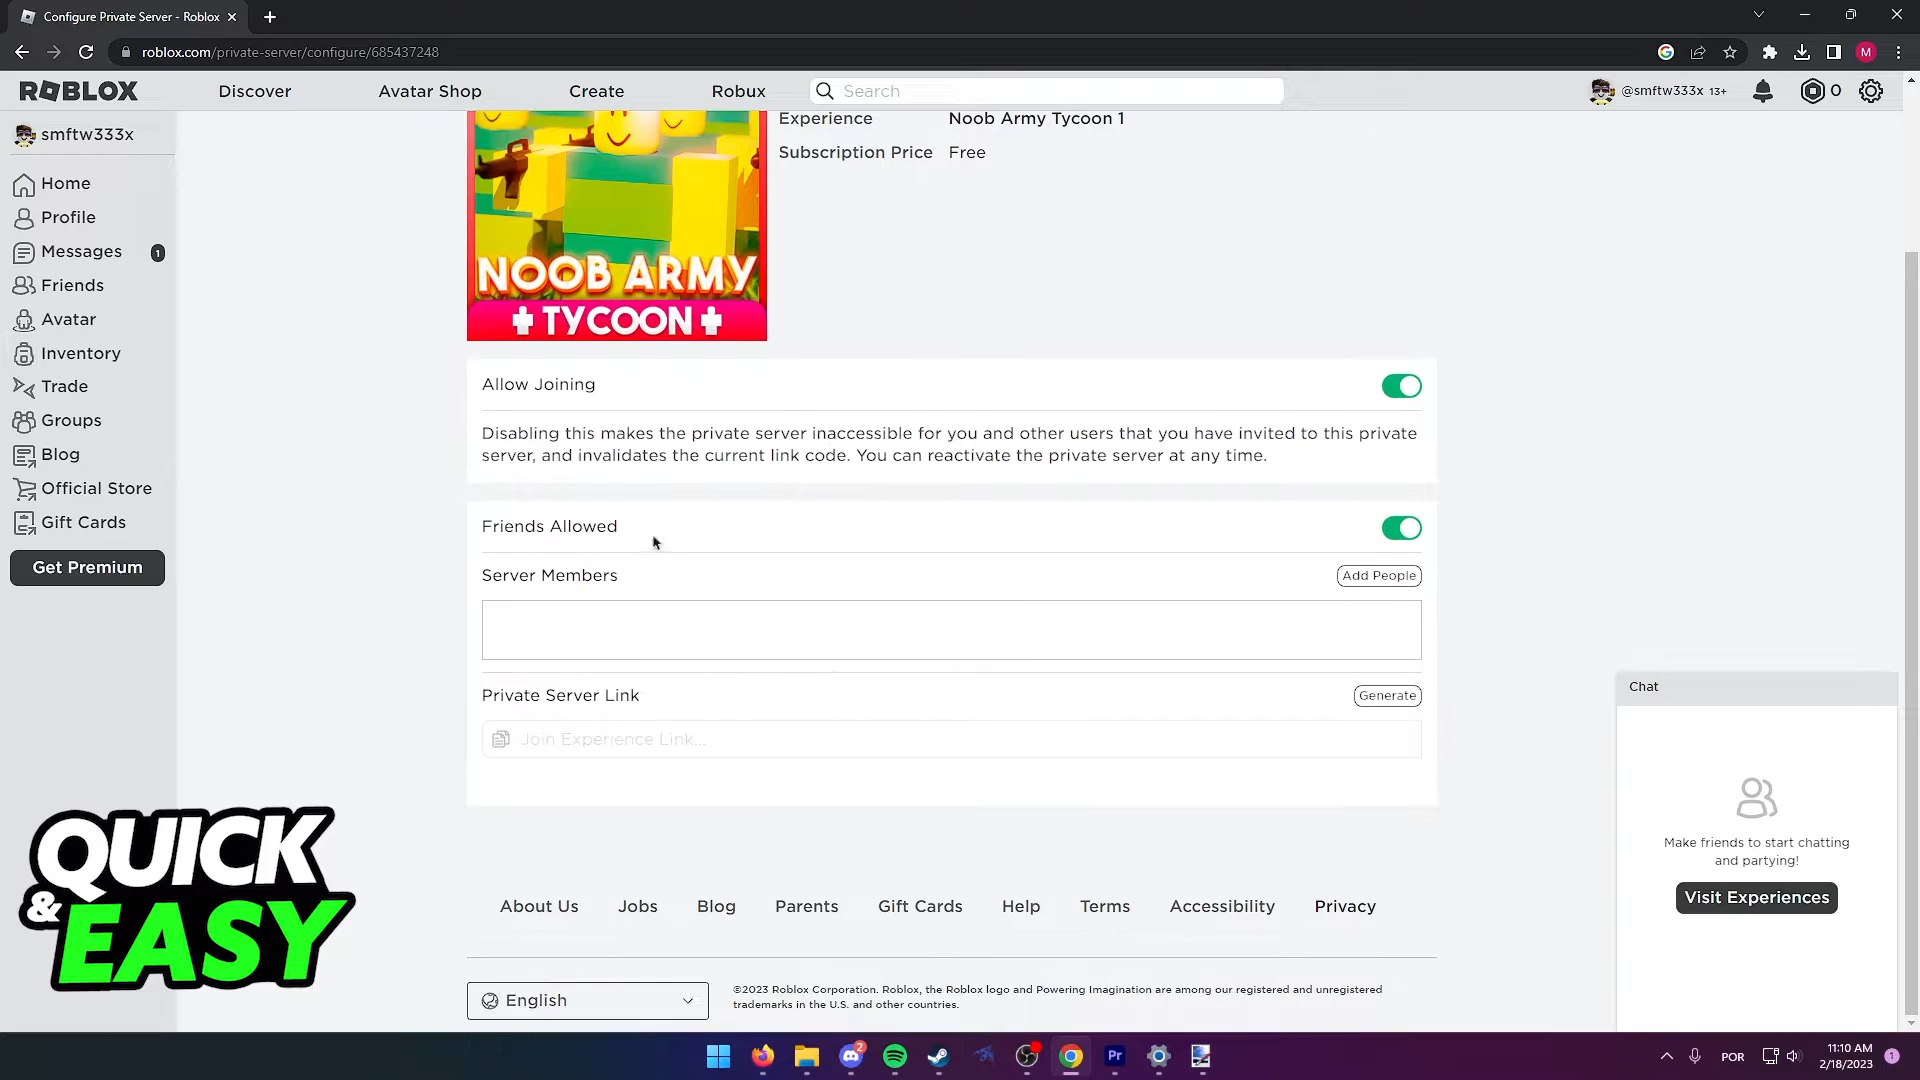 Configure Private Server - Roblox
roblox.com/private-server/configure/685437248
M
ROBLOX
Discover
Avatar Shop
Create
Robux
Search
@smftw333x 13+
0
smftw333x
Home
Profile
Messages
1
Friends
Avatar
Inventory
Trade
Groups
Blog
Official Store
Gift Cards
Get Premium
Experience
Noob Army Tycoon 1
Subscription Price
Free
NOOB ARMY
TYCOON
Allow Joining
Disabling this makes the private server inaccessible for you and other users that you have invited to this private
server, and invalidates the current link code. You can reactivate the private server at any time.
Friends Allowed
Server Members
Add People
Private Server Link
Generate
Join Experience Link...
Chat
Make friends to start chatting
and partying!
Visit Experiences
QUICK
& EASY
About Us
Jobs
Blog
Parents
Gift Cards
Help
Terms
Accessibility
Privacy
English
©2023 Roblox Corporation. Roblox, the Roblox logo and Powering Imagination are among our registered and unregistered
trademarks in the U.S. and other countries.
2
Pr
POR
11:10 AM
2/18/2023
1